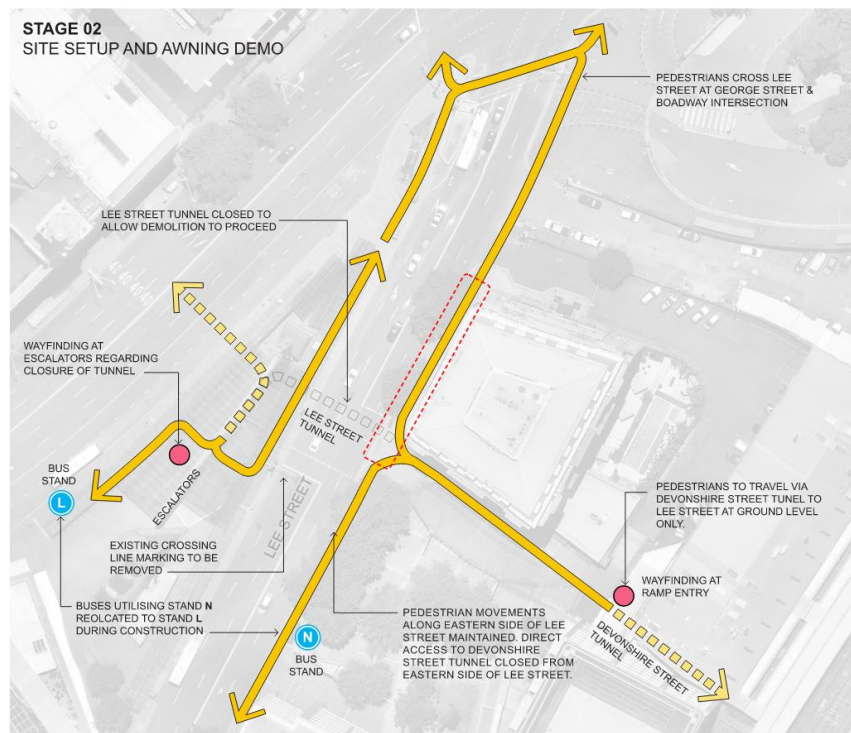 STAGE 02
SITE SETUP AND AWNING DEMO
PEDESTRIANS CROSS LEE
STREET AT GEORGE STREET &
BOADWAY INTERSECTION
LEE STREET TUNNEL CLOSED TO
ALLOW DEMOLITION TO PROCEED
40 40 40
WAYFINDING AT
ESCALATORS REGARDING
CLOSURE OF TUNNEL
LEE STREET
TUNNEL
BUS
STAND
L
ESCALATORS
LEE STREET
PEDESTRIANS TO TRAVEL VIA
DEVONSHIRE STREET TUNEL TO
LEE STREET AT GROUND LEVEL
ONLY.
EXISTING CROSSING
LINE MARKING TO BE
REMOVED
WAYFINDING AT
RAMP ENTRY
BUSES UTILISING STAND N
REOLCATED TO STAND L
DURING CONSTRUCTION
N
BUS
STAND
PEDESTRIAN MOVEMENTS
ALONG EASTERN SIDE OF LEE
STREET MAINTAINED. DIRECT
ACCESS TO DEVONSHIRE
STREET TUNNEL CLOSED FROM
EASTERN SIDE OF LEE STREET.
DEVONSHIRE STREET
TUNNEL